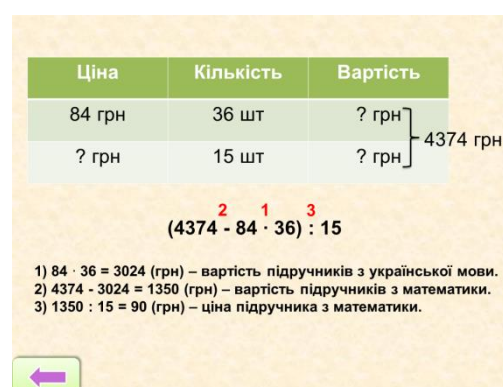 Ціна Кількість Вартість
84 грн 36 шт ? грн
4374 грн
? грн 15 шт ? грн
2 1 3
(4374 - 84 · 36) : 15
1) 84 · 36 = 3024 (грн) – вартість підручників з української мови.
2) 4374 - 3024 = 1350 (грн) – вартість підручників з математики.
3) 1350 : 15 = 90 (грн) – ціна підручника з математики.